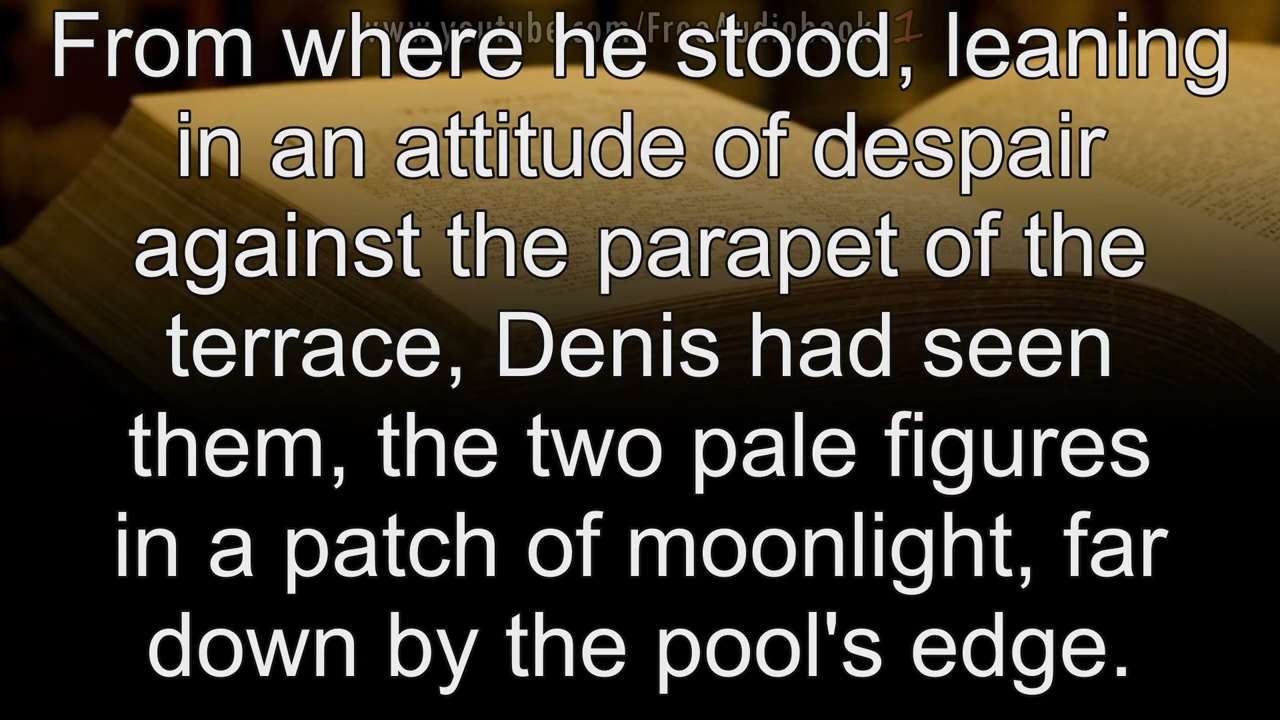 www.youtube.com/FreeAudiobook1
From where he stood, leaning
in an attitude of despair
against the parapet of the
terrace, Denis had seen
them, the two pale figures
in a patch of moonlight, far
down by the pool's edge.